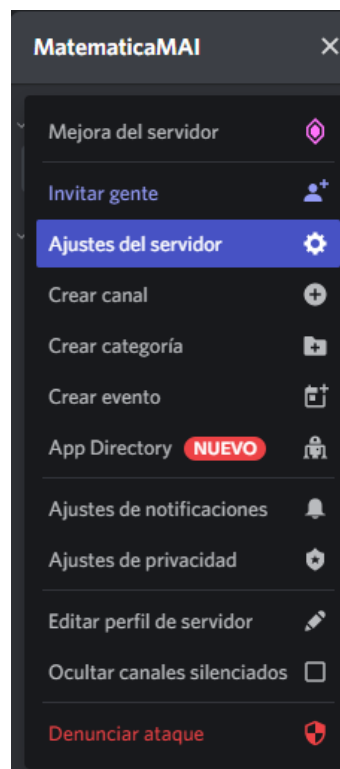 MatematicaMAI
Mejora del servidor
Invitar gente
Ajustes del servidor
Crear canal
Crear categoría
Crear evento
App Directory NUEVO
Ajustes de notificaciones
Ajustes de privacidad
Editar perfil de servidor
Ocultar canales silenciados
Denunciar ataque